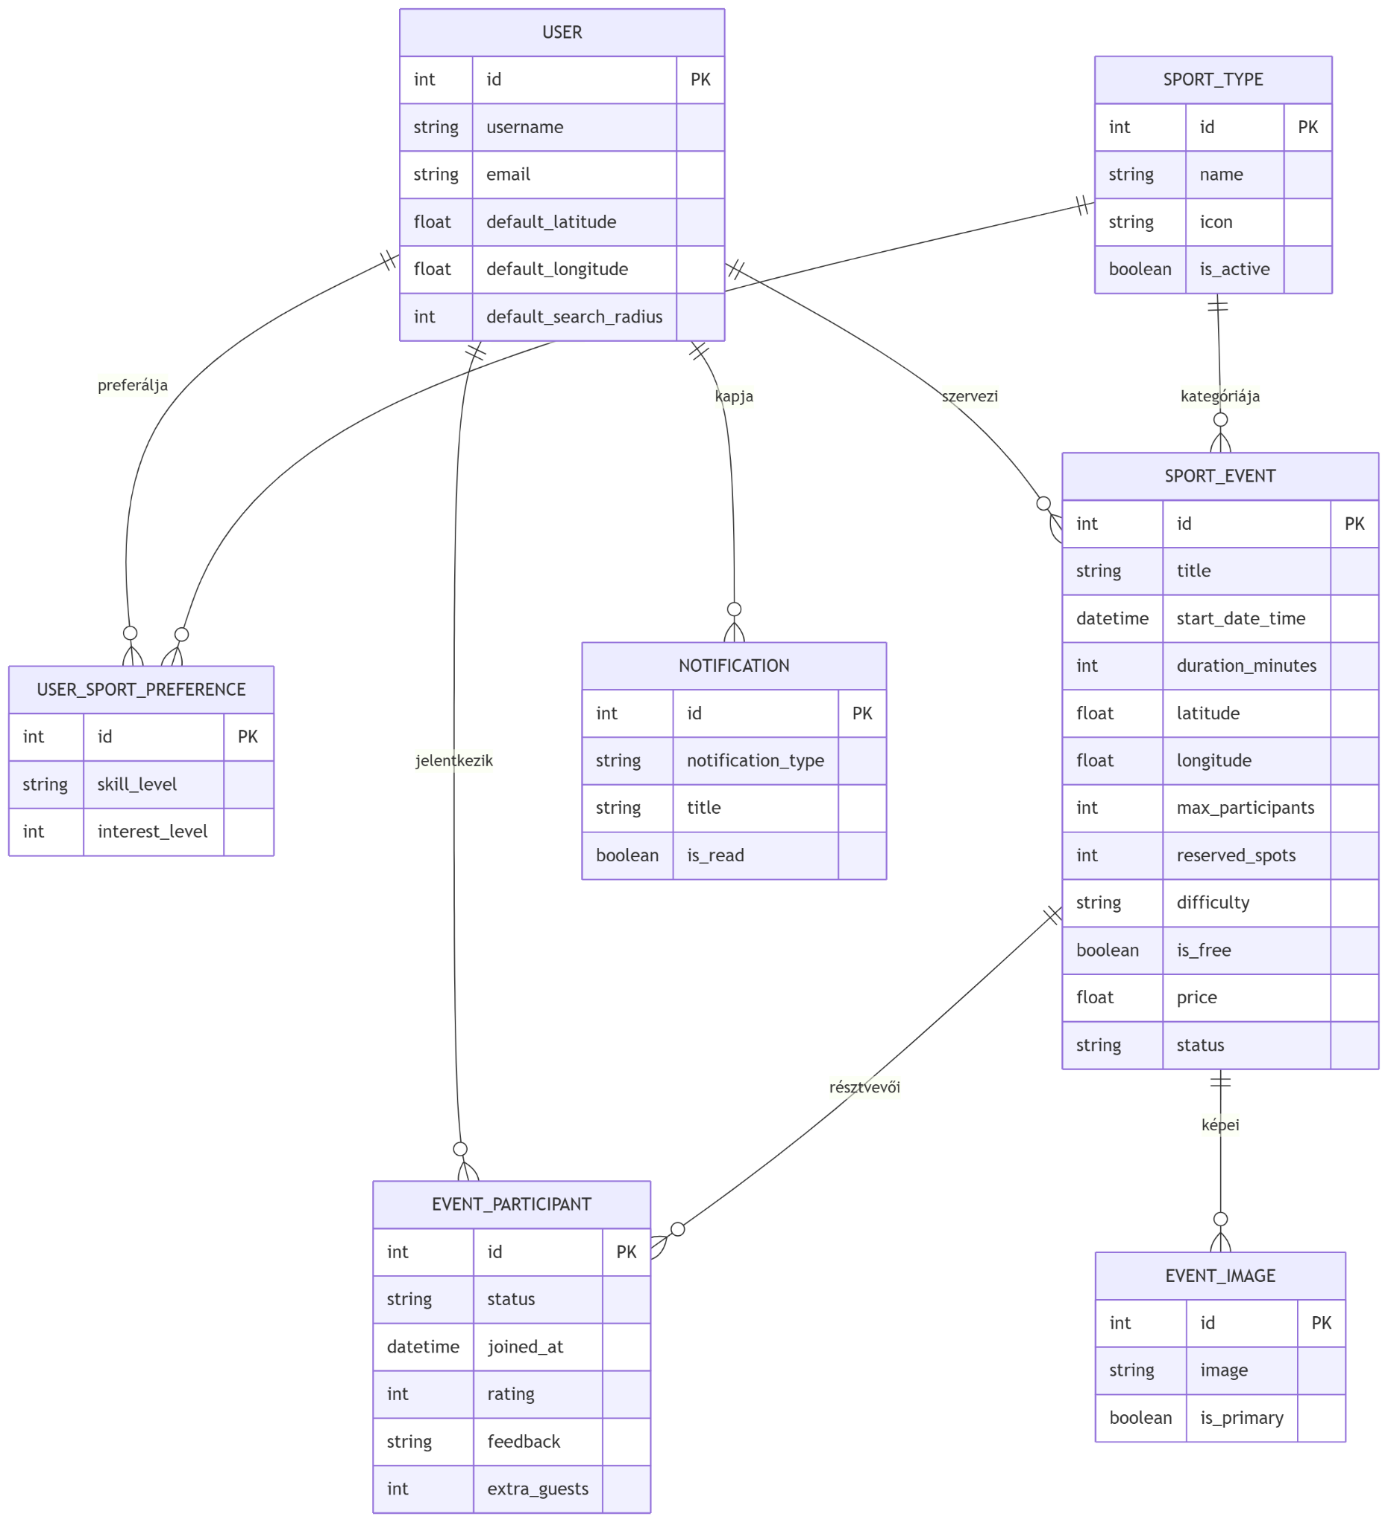 USER
int id PK
string username
string email
float default_latitude
float default_longitude
int default_search_radius
SPORT_TYPE
int id PK
string name
string icon
boolean is_active
preferálja
kapja
szervezi
kategóriája
SPORT_EVENT
int id PK
string title
datetime start_date_time
int duration_minutes
float latitude
float longitude
int max_participants
int reserved_spots
string difficulty
boolean is_free
float price
string status
USER_SPORT_PREFERENCE
int id PK
string skill_level
int interest_level
NOTIFICATION
int id PK
string notification_type
string title
boolean is_read
jelentkezik
résztvevői
képei
EVENT_PARTICIPANT
int id PK
string status
datetime joined_at
int rating
string feedback
int extra_guests
EVENT_IMAGE
int id PK
string image
boolean is_primary